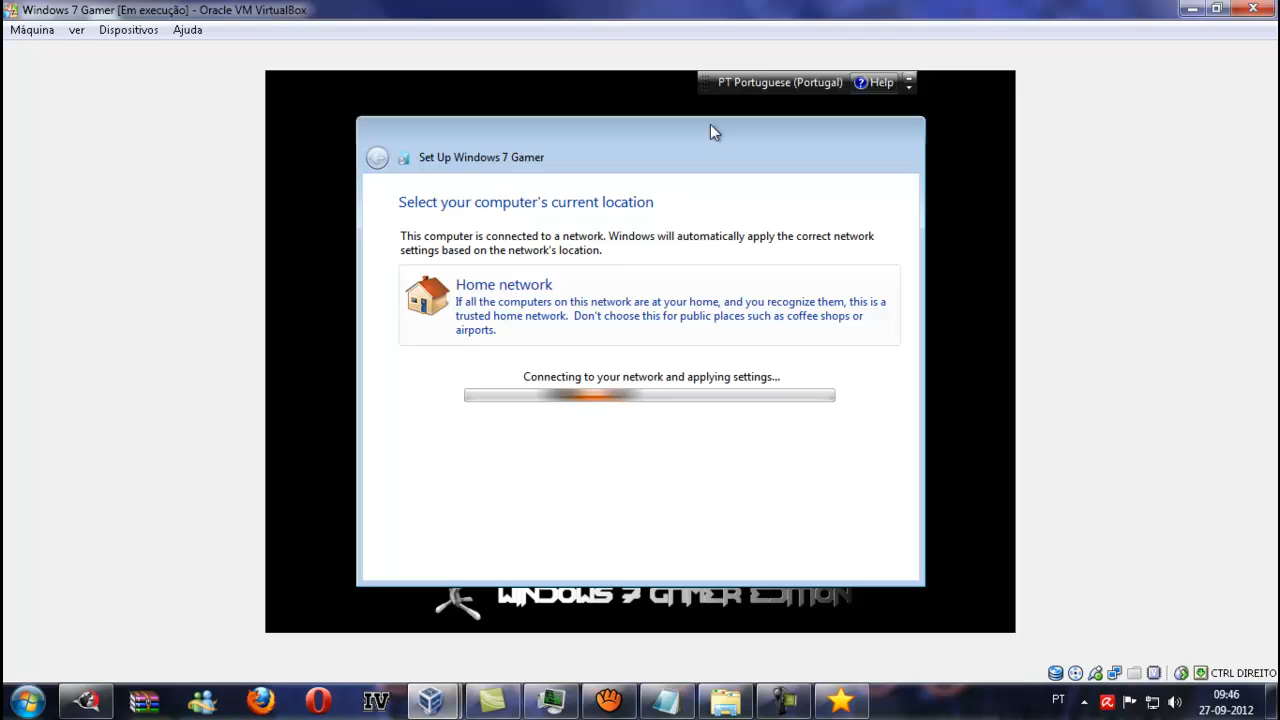 Windows 7 Gamer [Em execução] - Oracle VM VirtualBox
Máquina ver Dispositivos Ajuda
PT Portuguese (Portugal) ? Help
Set Up Windows 7 Gamer
Select your computer's current location
This computer is connected to a network. Windows will automatically apply the correct network
settings based on the network's location.
Home network
If all the computers on this network are at your home, and you recognize them, this is a
trusted home network. Don't choose this for public places such as coffee shops or
airports.
Connecting to your network and applying settings...
WINDOWS 7 GAMER EDITION
CTRL DIREITO
IV
PT
09:46
27-09-2012